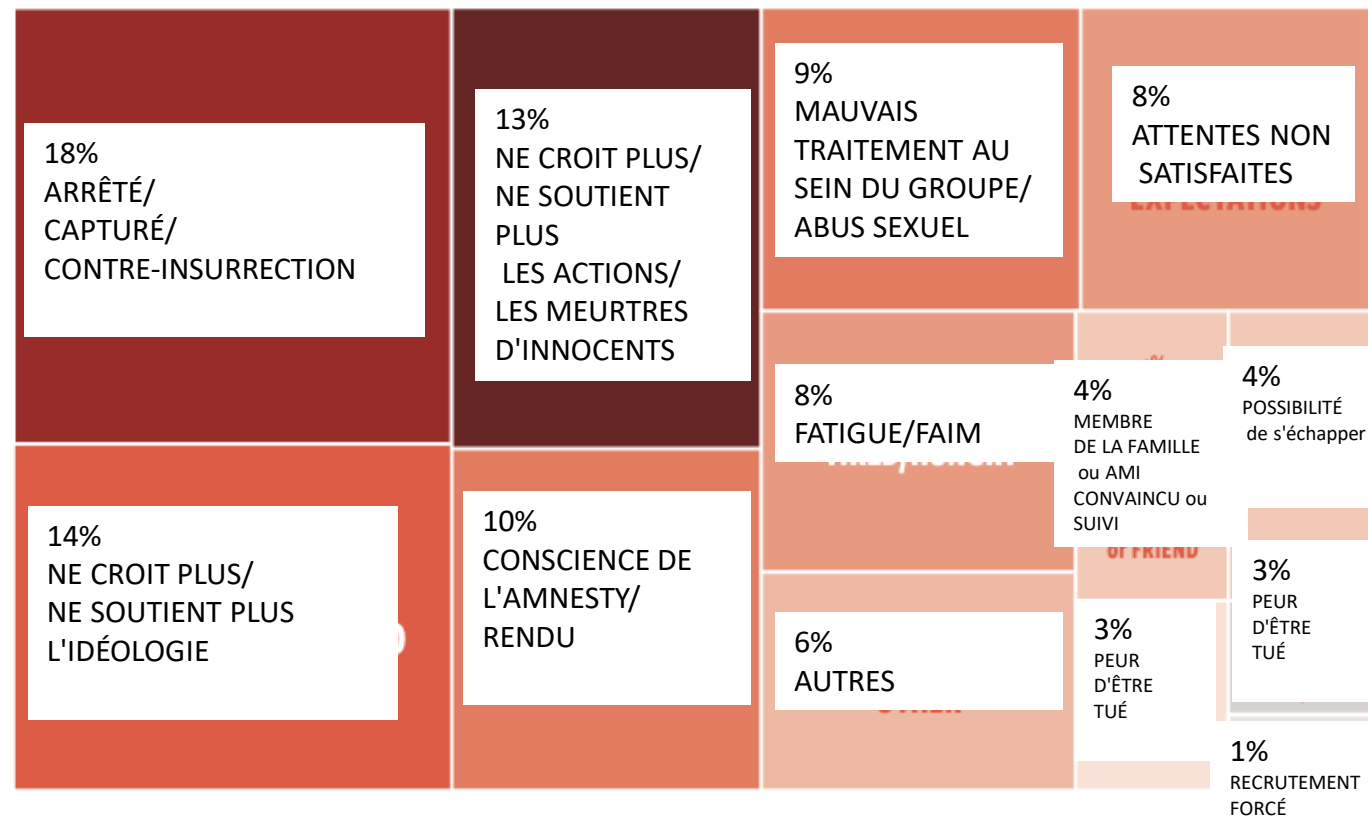 18%
ARRÊTÉ/
CAPTURÉ/
CONTRE-INSURRECTION
13%
NE CROIT PLUS/
NE SOUTIENT
PLUS
LES ACTIONS/
LES MEURTRES
D'INNOCENTS
9%
MAUVAIS
TRAITEMENT AU
SEIN DU GROUPE/
ABUS SEXUEL
8%
ATTENTES NON
SATISFAITES
EXPECTATIONS
8%
FATIGUE/FAIM
4%
MEMBRE
DE LA FAMILLE
ou AMI
CONVAINCU ou
SUIVI
or FRIEND
4%
POSSIBILITÉ
de s'échapper
14%
NE CROIT PLUS/
NE SOUTIENT PLUS
L'IDÉOLOGIE
10%
CONSCIENCE DE
L'AMNESTY/
RENDU
6%
AUTRES
3%
PEUR
D'ÊTRE
TUÉ
3%
PEUR
D'ÊTRE
TUÉ
1%
RECRUTEMENT
FORCÉ